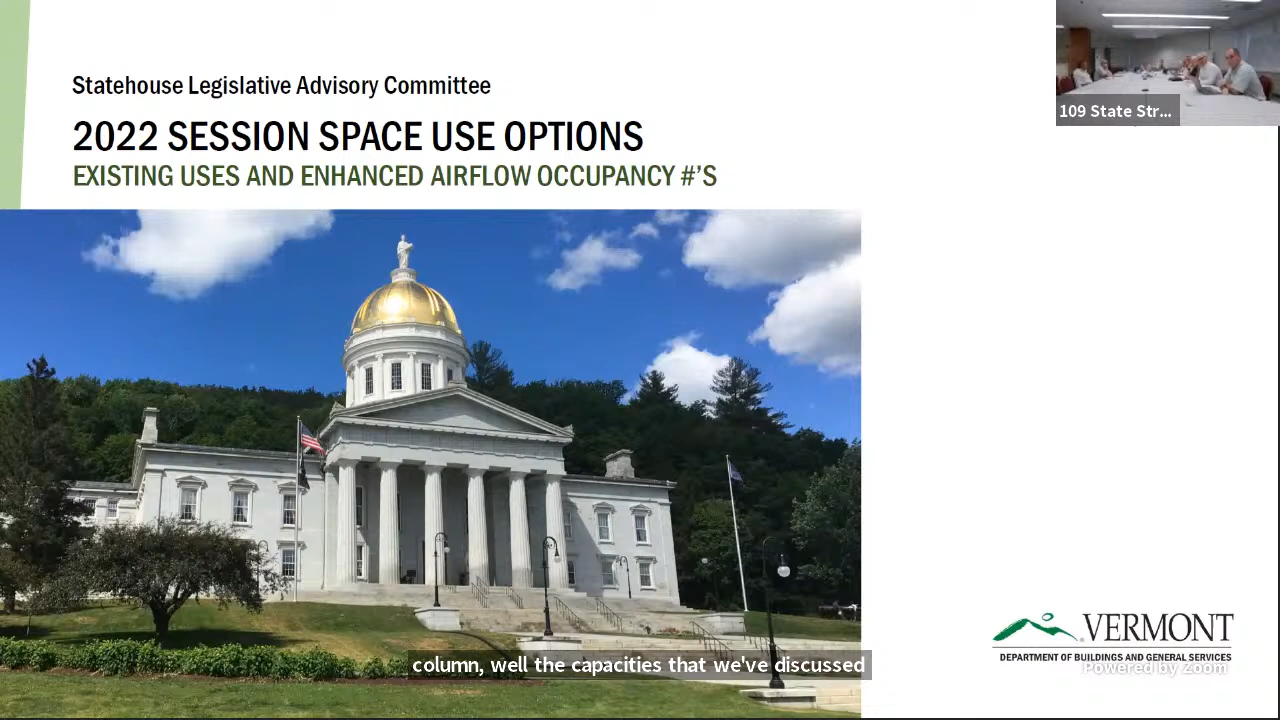 Statehouse Legislative Advisory Committee
2022 SESSION SPACE USE OPTIONS
EXISTING USES AND ENHANCED AIRFLOW OCCUPANCY #'S
109 State Str...
VERMONT
DEPARTMENT OF BUILDINGS AND GENERAL SERVICES
Powered by Zoom
column, well the capacities that we've discussed